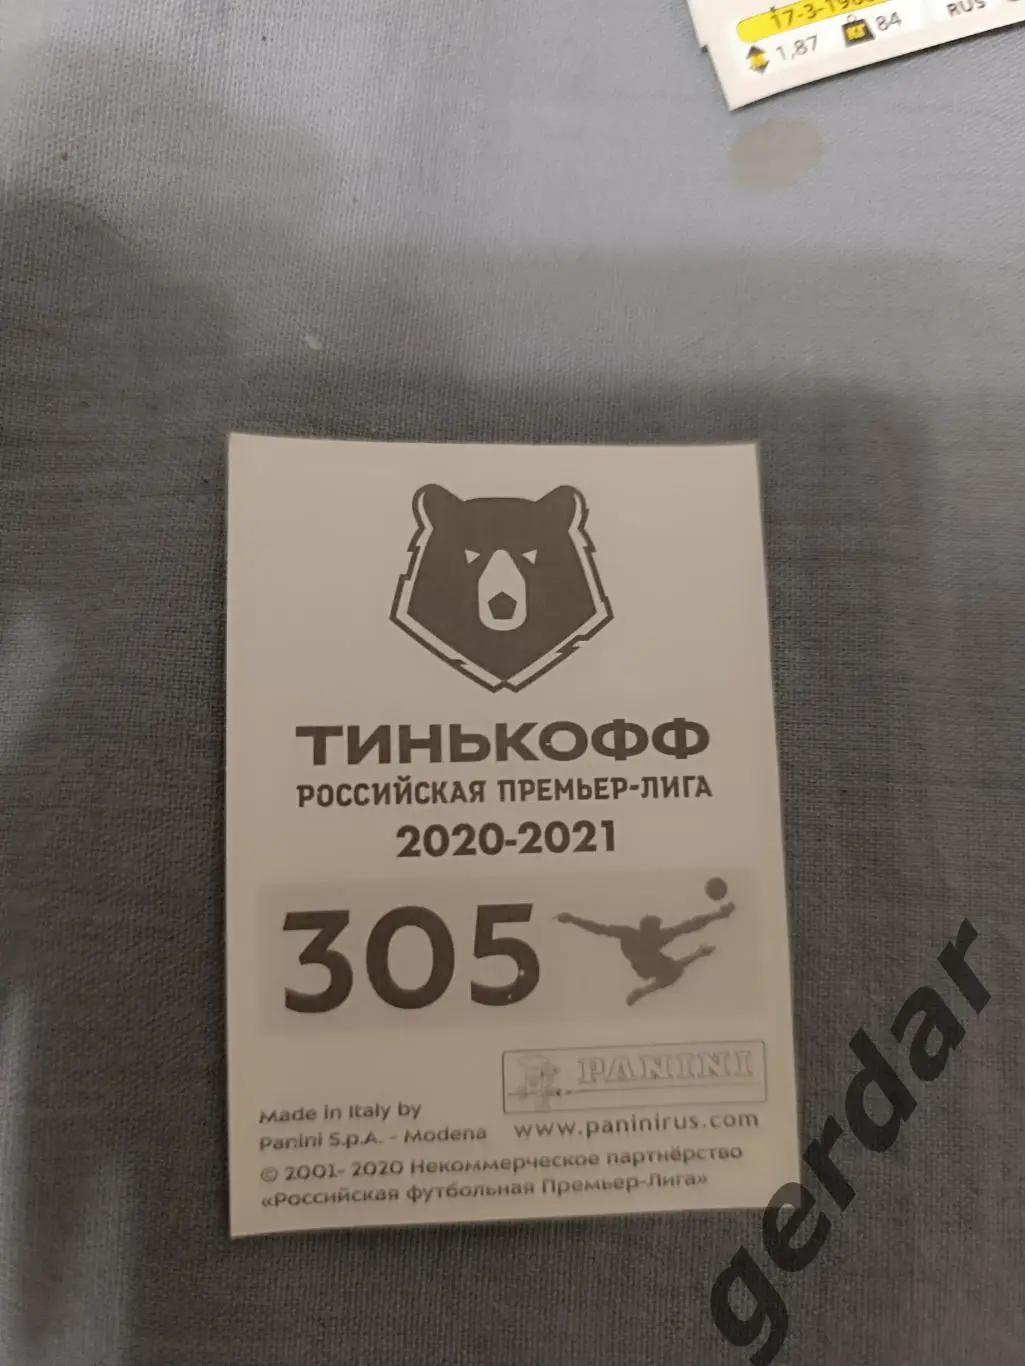 1,87 КГ 84 RUS
ТИНЬКОФФ
РОССИЙСКАЯ ПРЕМЬЕР-ЛИГА
2020-2021
305
PANINI
Made in Italy by
Panini S.p.A. - Modena
www.paninirus.com
© 2001- 2020 Некоммерческое партнёрство
«Российская футбольная Премьер-Лига»
gerdar